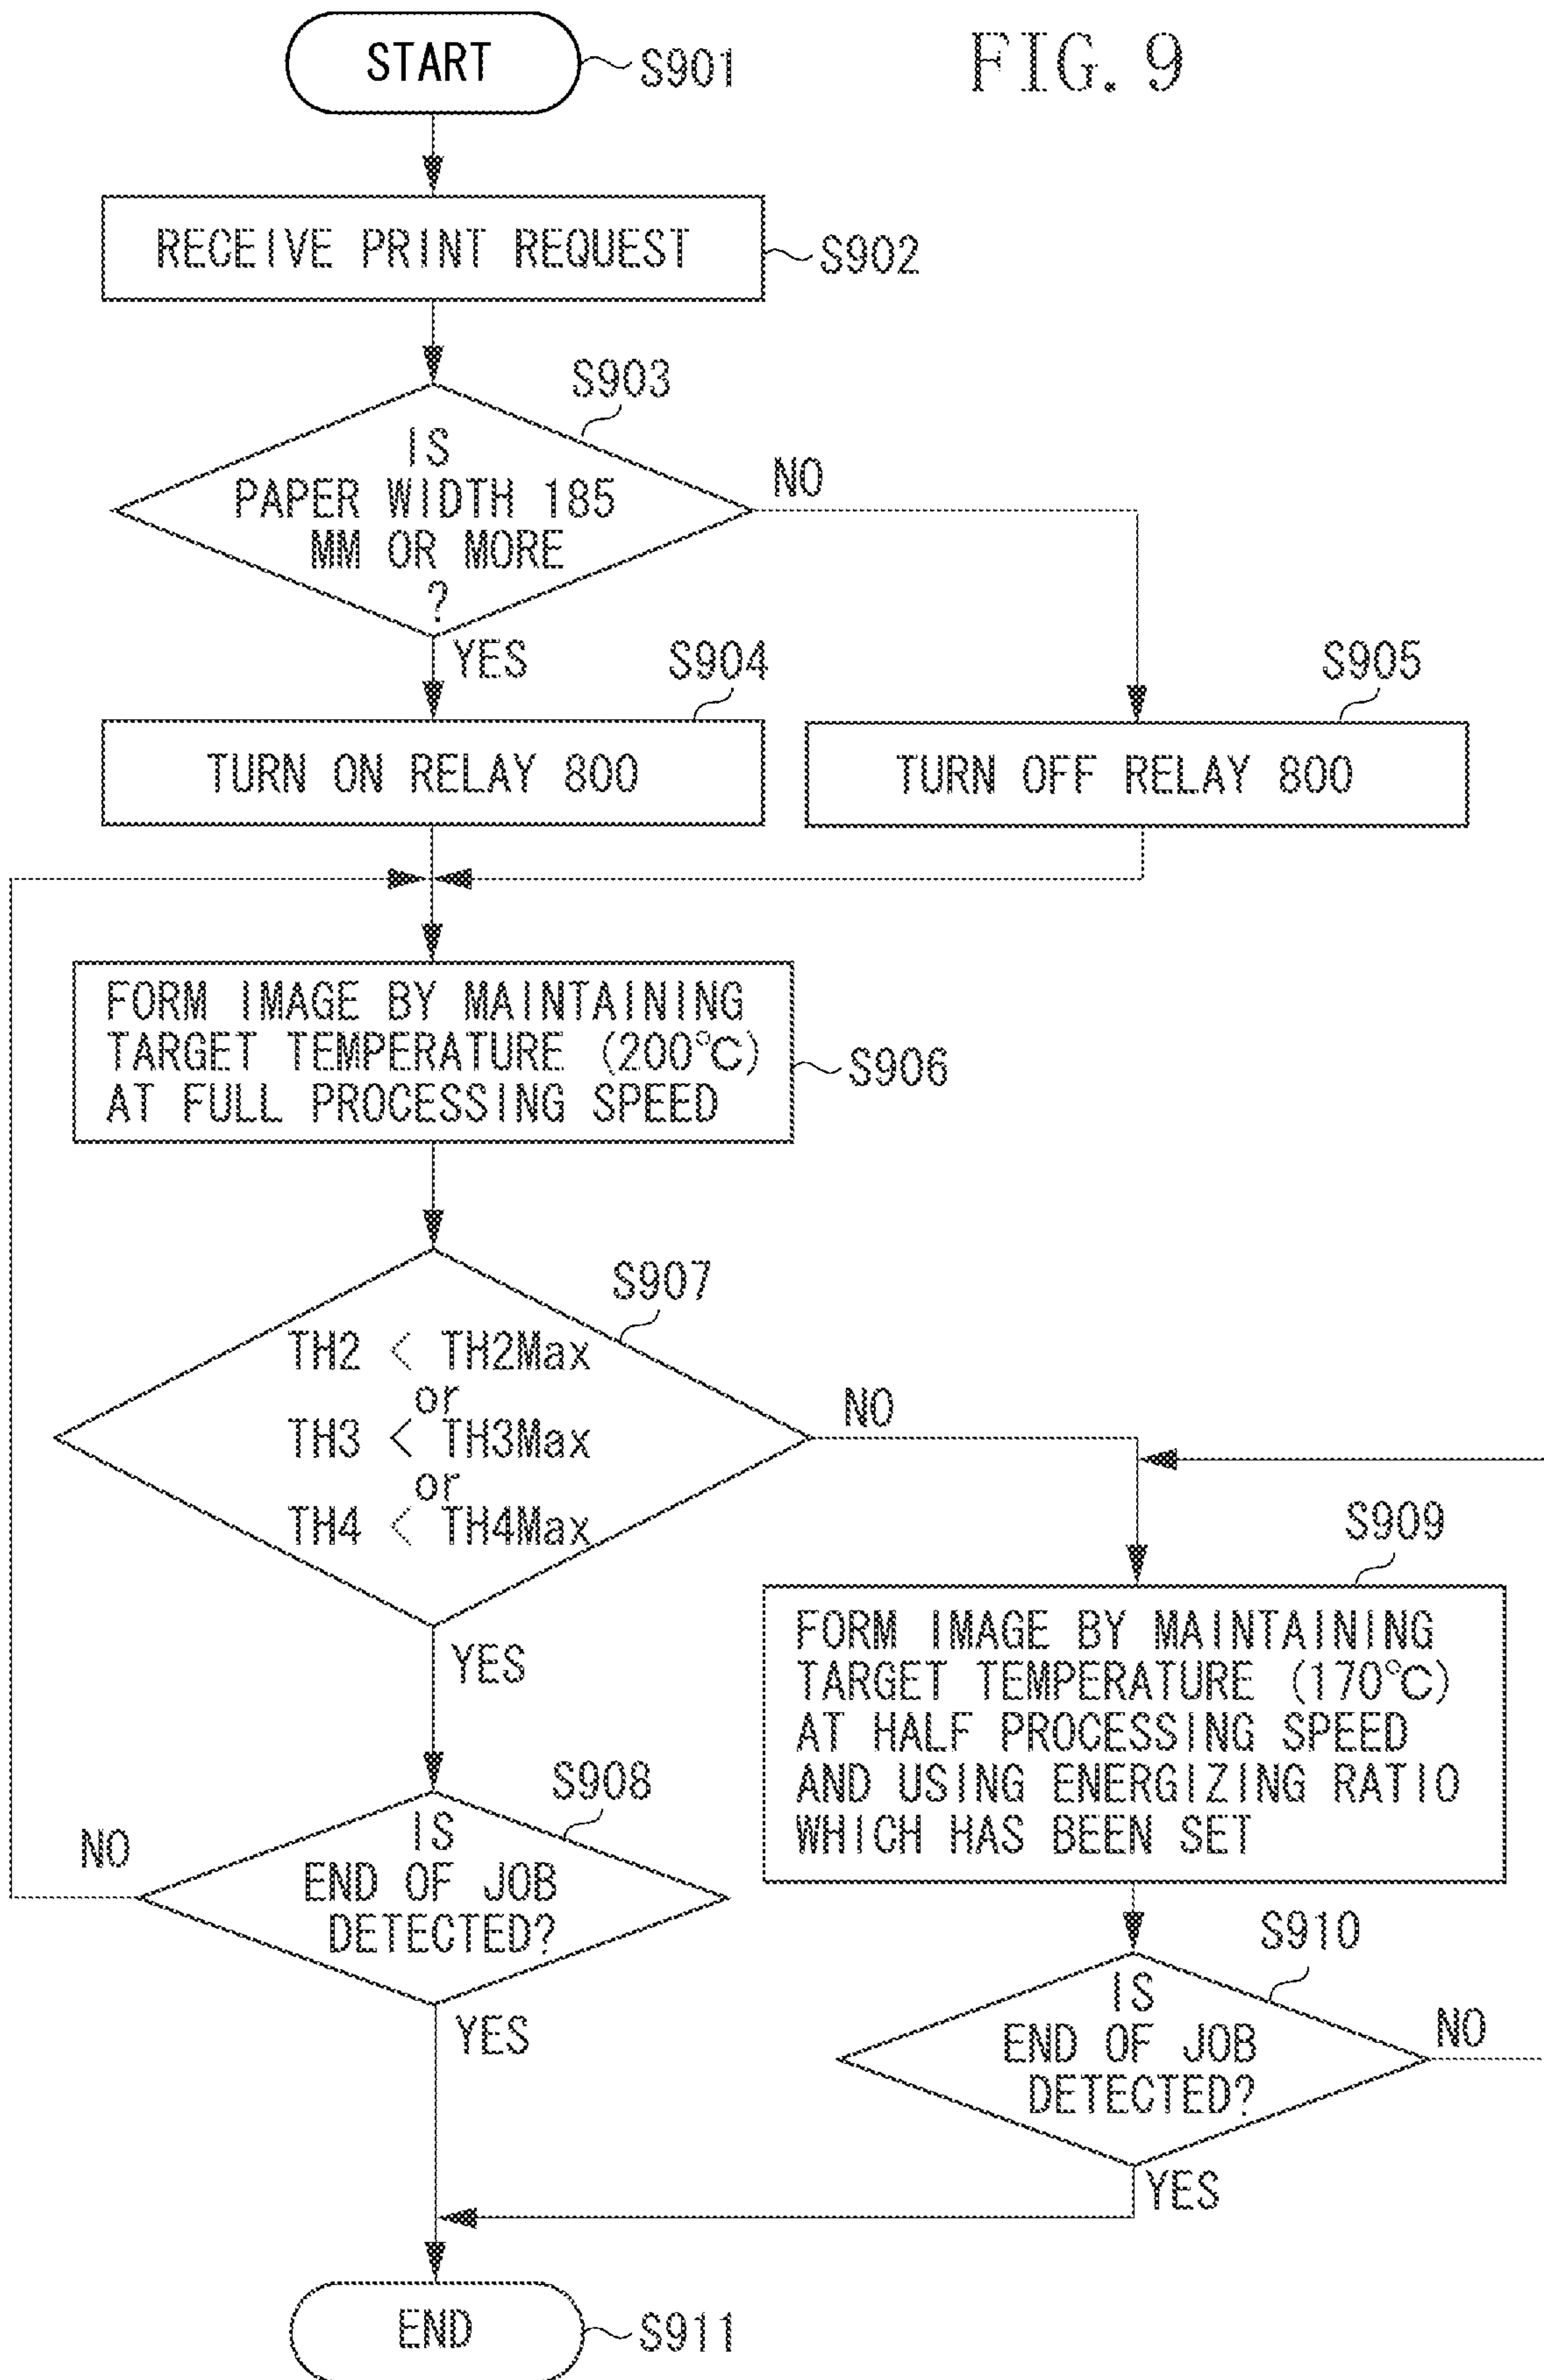 FIG. 9
START
S901
RECEIVE PRINT REQUEST
S902
S903
IS
PAPER WIDTH 185
MM OR MORE
?
NO
YES
S904
TURN ON RELAY 800
S905
TURN OFF RELAY 800
FORM IMAGE BY MAINTAINING
TARGET TEMPERATURE (200°C)
AT FULL PROCESSING SPEED
S906
S907
TH2 < TH2Max
or
TH3 < TH3Max
or
TH4 < TH4Max
NO
YES
S908
IS
END OF JOB
DETECTED?
NO
YES
S909
FORM IMAGE BY MAINTAINING
TARGET TEMPERATURE (170°C)
AT HALF PROCESSING SPEED
AND USING ENERGIZING RATIO
WHICH HAS BEEN SET
S910
IS
END OF JOB
DETECTED?
NO
YES
END
S911